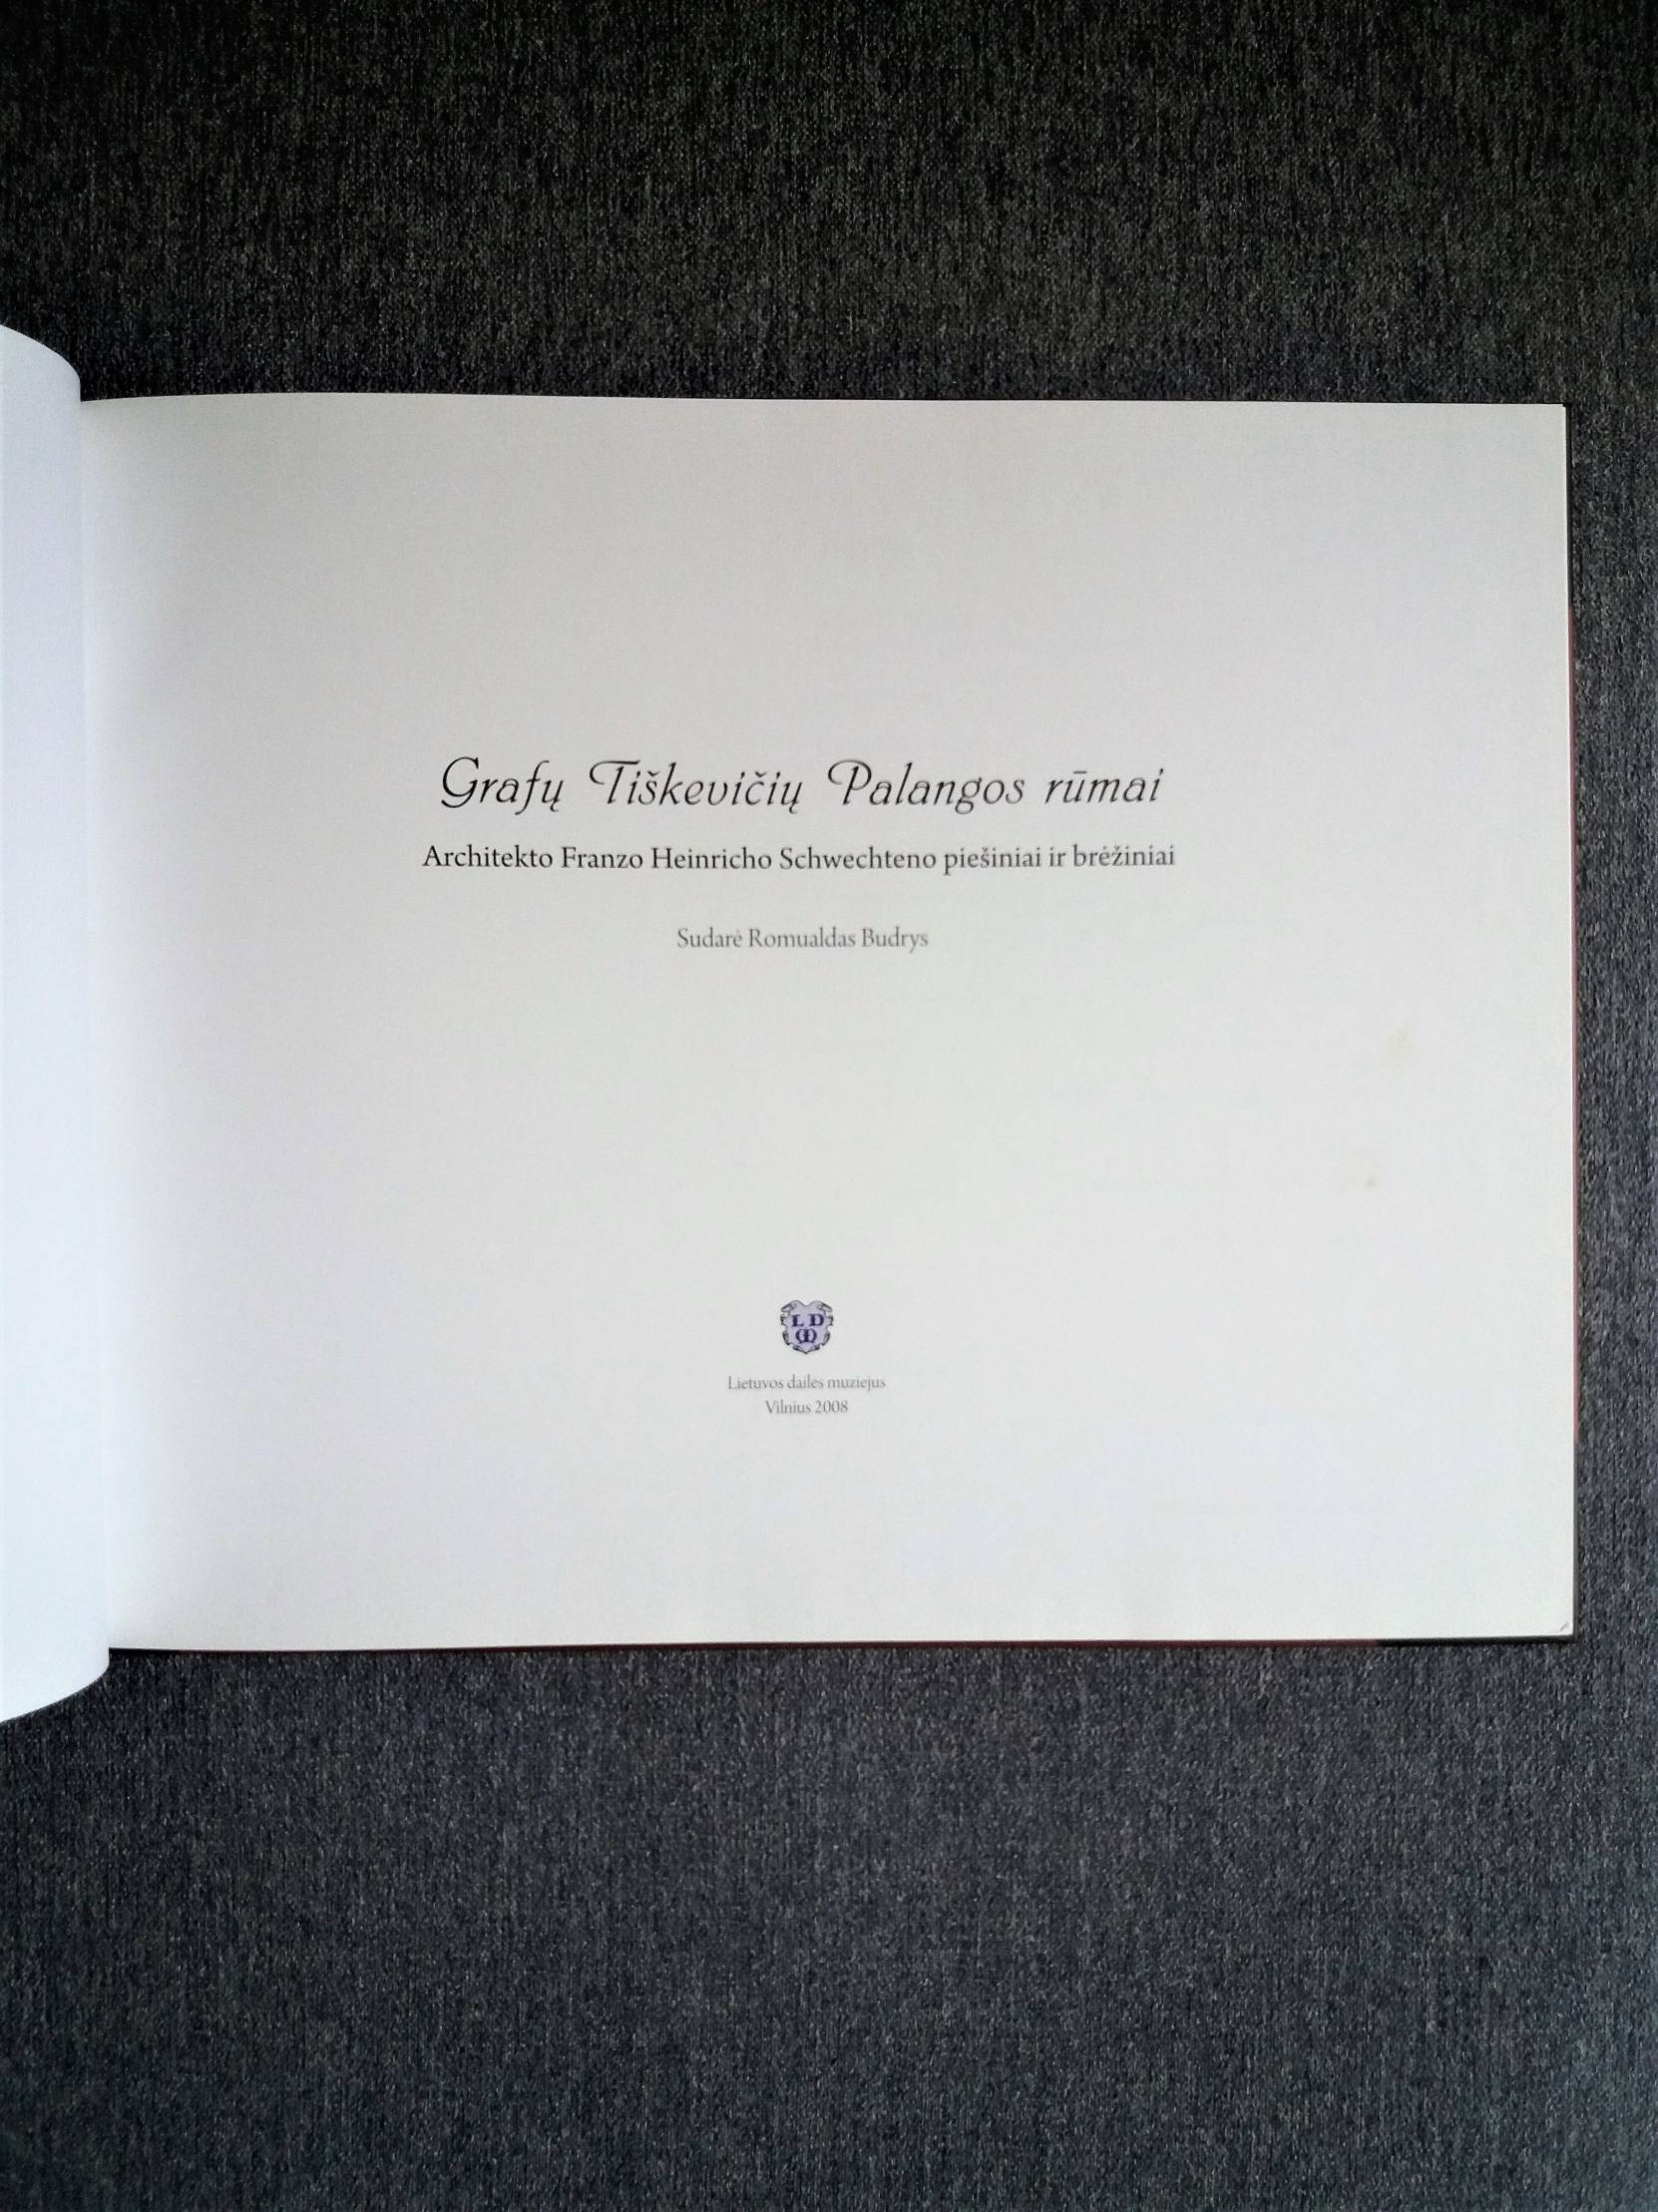 Grafų Tiškevičių Palangos rūmai
Architekto Franzo Heinricho Schwechteno piešiniai ir brėžiniai
Sudarė Romualdas Budrys
L D
M
Lietuvos dailės muziejus
Vilnius 2008